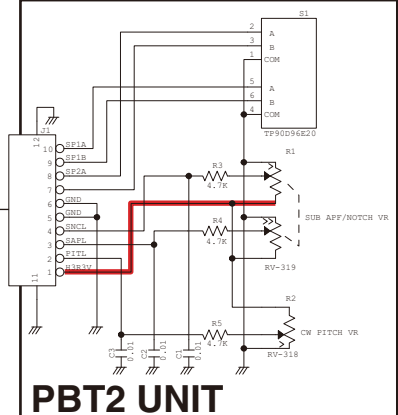 S1
2 A
3 B
1 COM
5 A
6 B
4 COM
TP90D96E20
J1
12
10 SP1A
9 SP1B
8 SP2A
7
6 GND
5 GND
4 SNCL
3 SAPL
2 PITL
1 H3R3V
11
R3
4.7K
R1
R4
4.7K
SUB APF/NOTCH VR
RV-319
R2
R5
4.7K
CW PITCH VR
RV-318
C3
0.01
C2
0.01
C1
0.01
PBT2 UNIT